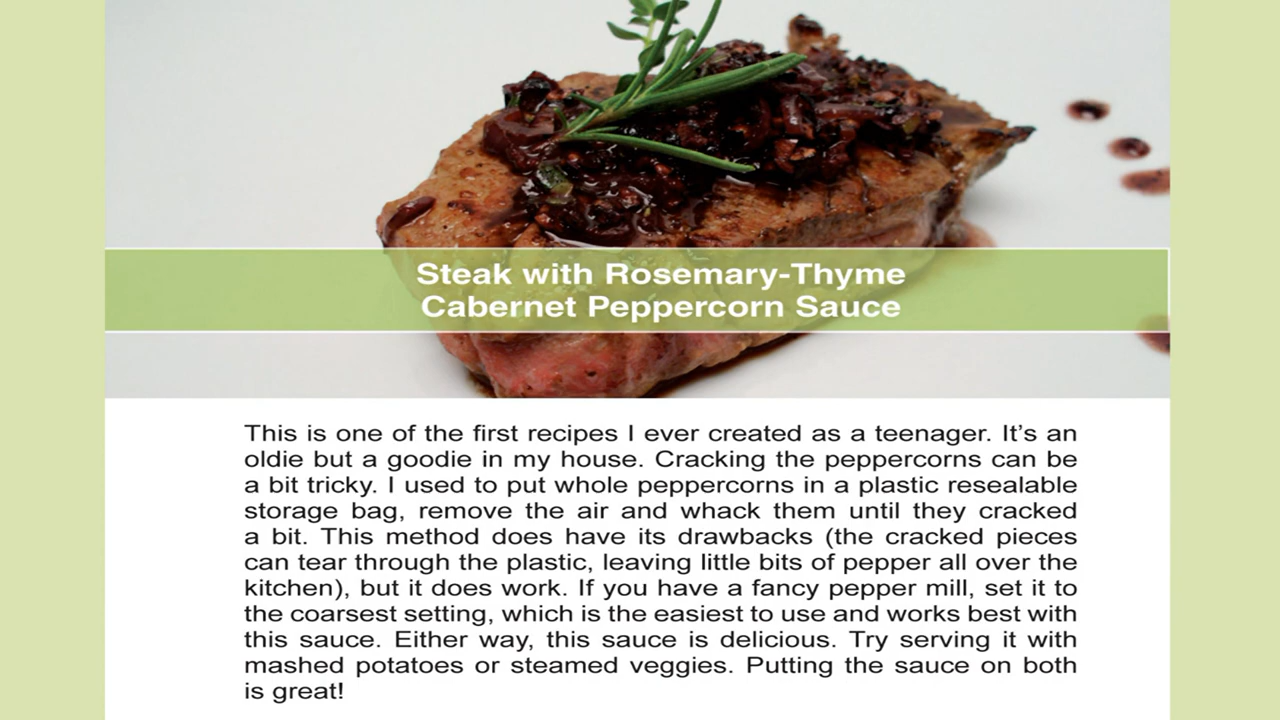 Steak with Rosemary-Thyme
Cabernet Peppercorn Sauce
This is one of the first recipes I ever created as a teenager. It’s an
oldie but a goodie in my house. Cracking the peppercorns can be
a bit tricky. I used to put whole peppercorns in a plastic resealable
storage bag, remove the air and whack them until they cracked
a bit. This method does have its drawbacks (the cracked pieces
can tear through the plastic, leaving little bits of pepper all over the
kitchen), but it does work. If you have a fancy pepper mill, set it to
the coarsest setting, which is the easiest to use and works best with
this sauce. Either way, this sauce is delicious. Try serving it with
mashed potatoes or steamed veggies. Putting the sauce on both
is great!